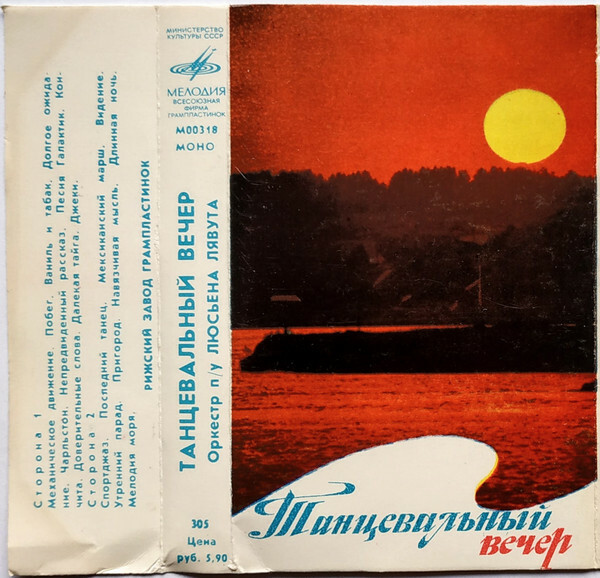 Сторона 1
Механическое движение. Побег. Ваниль и табак. Долгое ожида-
ние. Чарльстон. Непредвиденный рассказ. Песня Галактик. Кон-
чита. Доверительные слова. Далекая тайга. Джеки.
Сторона 2
Спортджаз. Последний танец. Мексиканский марш. Видение.
Утренний парад. Пригород. Навязчивая мысль. Длинная ночь.
Мелодия моря.
РИЖСКИЙ ЗАВОД ГРАМПЛАСТИНОК
МИНИСТЕРСТВО
КУЛЬТУРЫ СССР
МЕЛОДИЯ
ВСЕСОЮЗНАЯ
ФИРМА
ГРАМПЛАСТИНОК
М00318
МОНО
ТАНЦЕВАЛЬНЫЙ ВЕЧЕР
Оркестр п/у ЛЮСЬЕНА ЛЯВУТА
305
Цена
руб. 5,90
Танцевальный
вечер